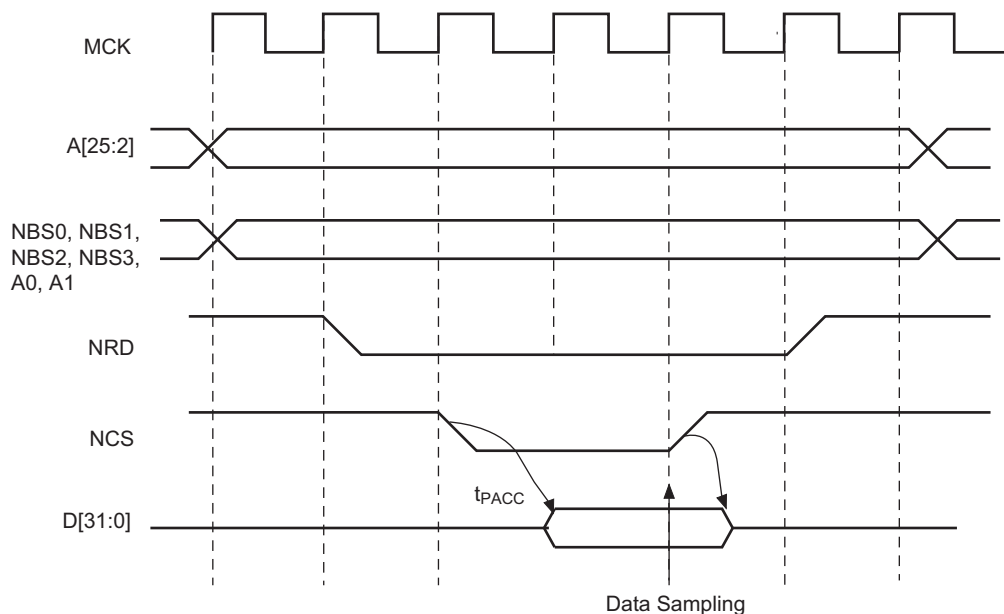 MCK
A[25:2]
NBS0, NBS1,
NBS2, NBS3,
A0, A1
NRD
NCS
tPACC
D[31:0]
Data Sampling